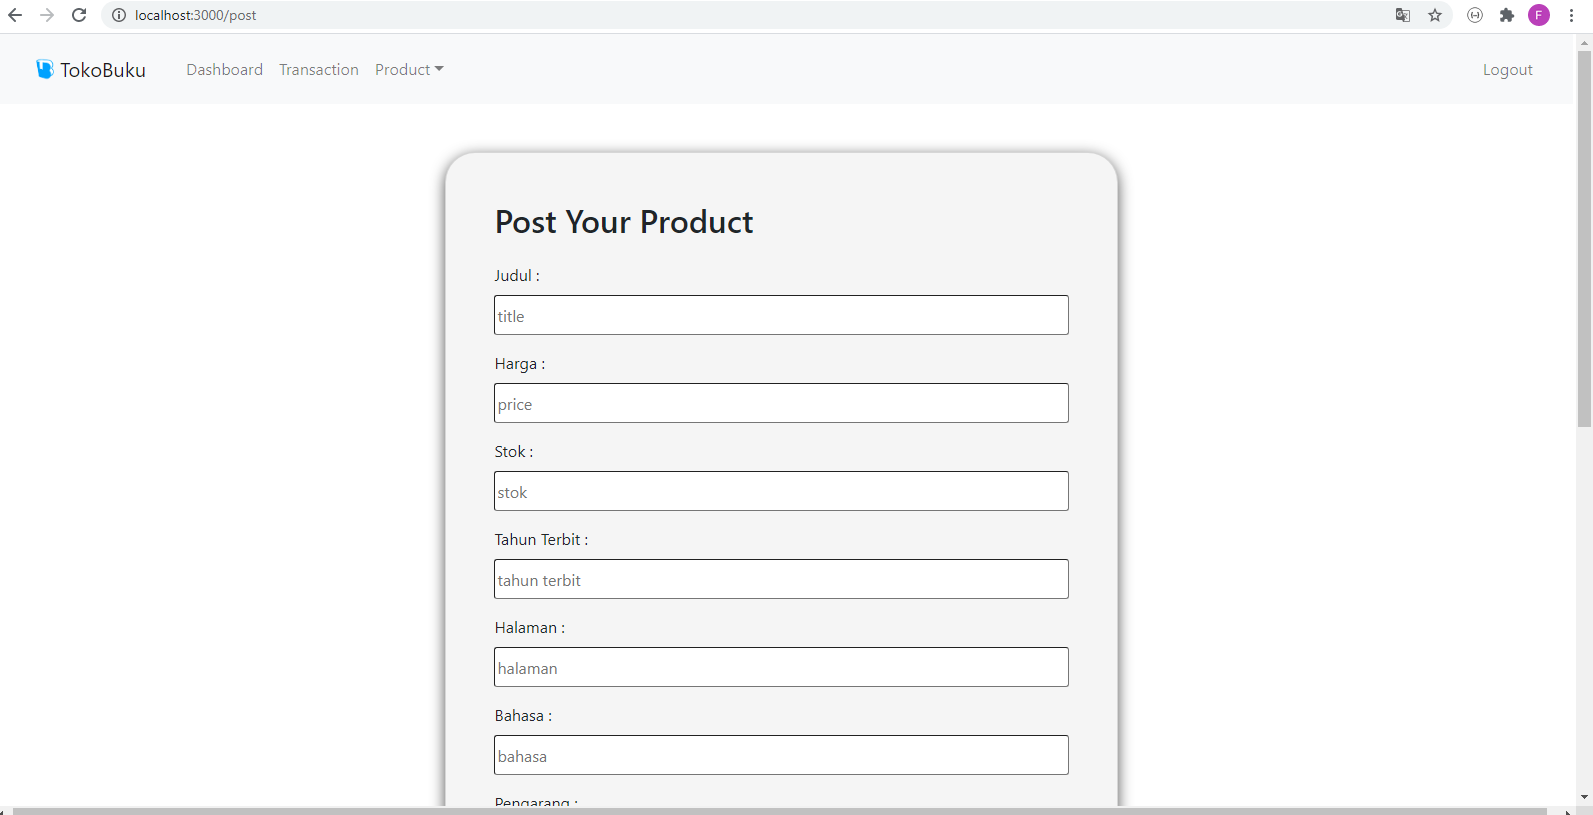 localhost:3000/post
F
TokoBuku Dashboard Transaction Product Logout
Post Your Product
Judul :
title
Harga :
price
Stok :
stok
Tahun Terbit :
tahun terbit
Halaman :
halaman
Bahasa :
bahasa
Pengarang :